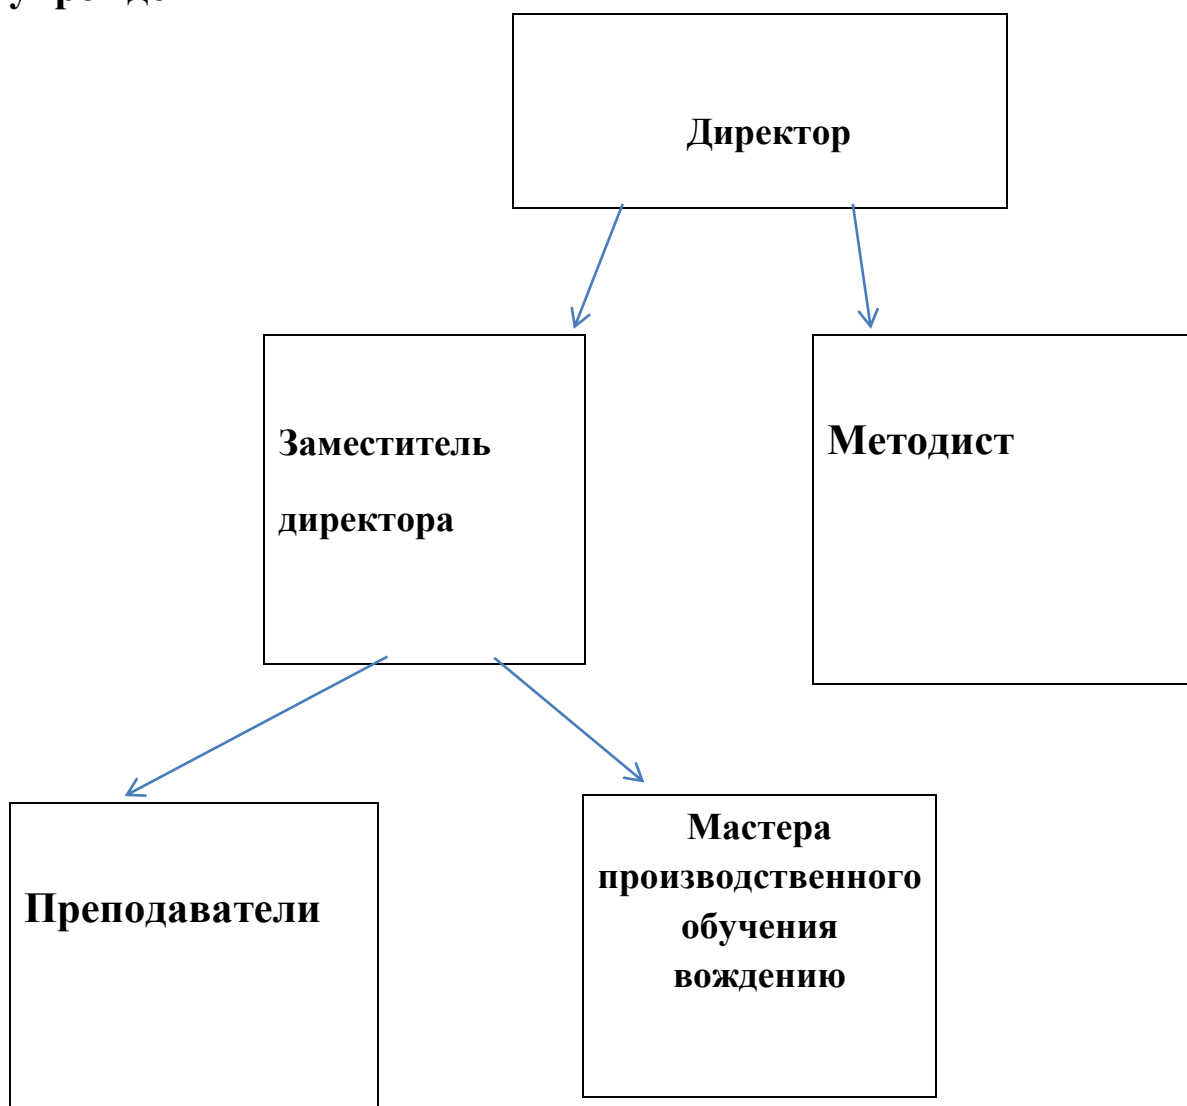 Директор
Заместитель
директора
Методист
Преподаватели
Мастера
производственного
обучения
вождению